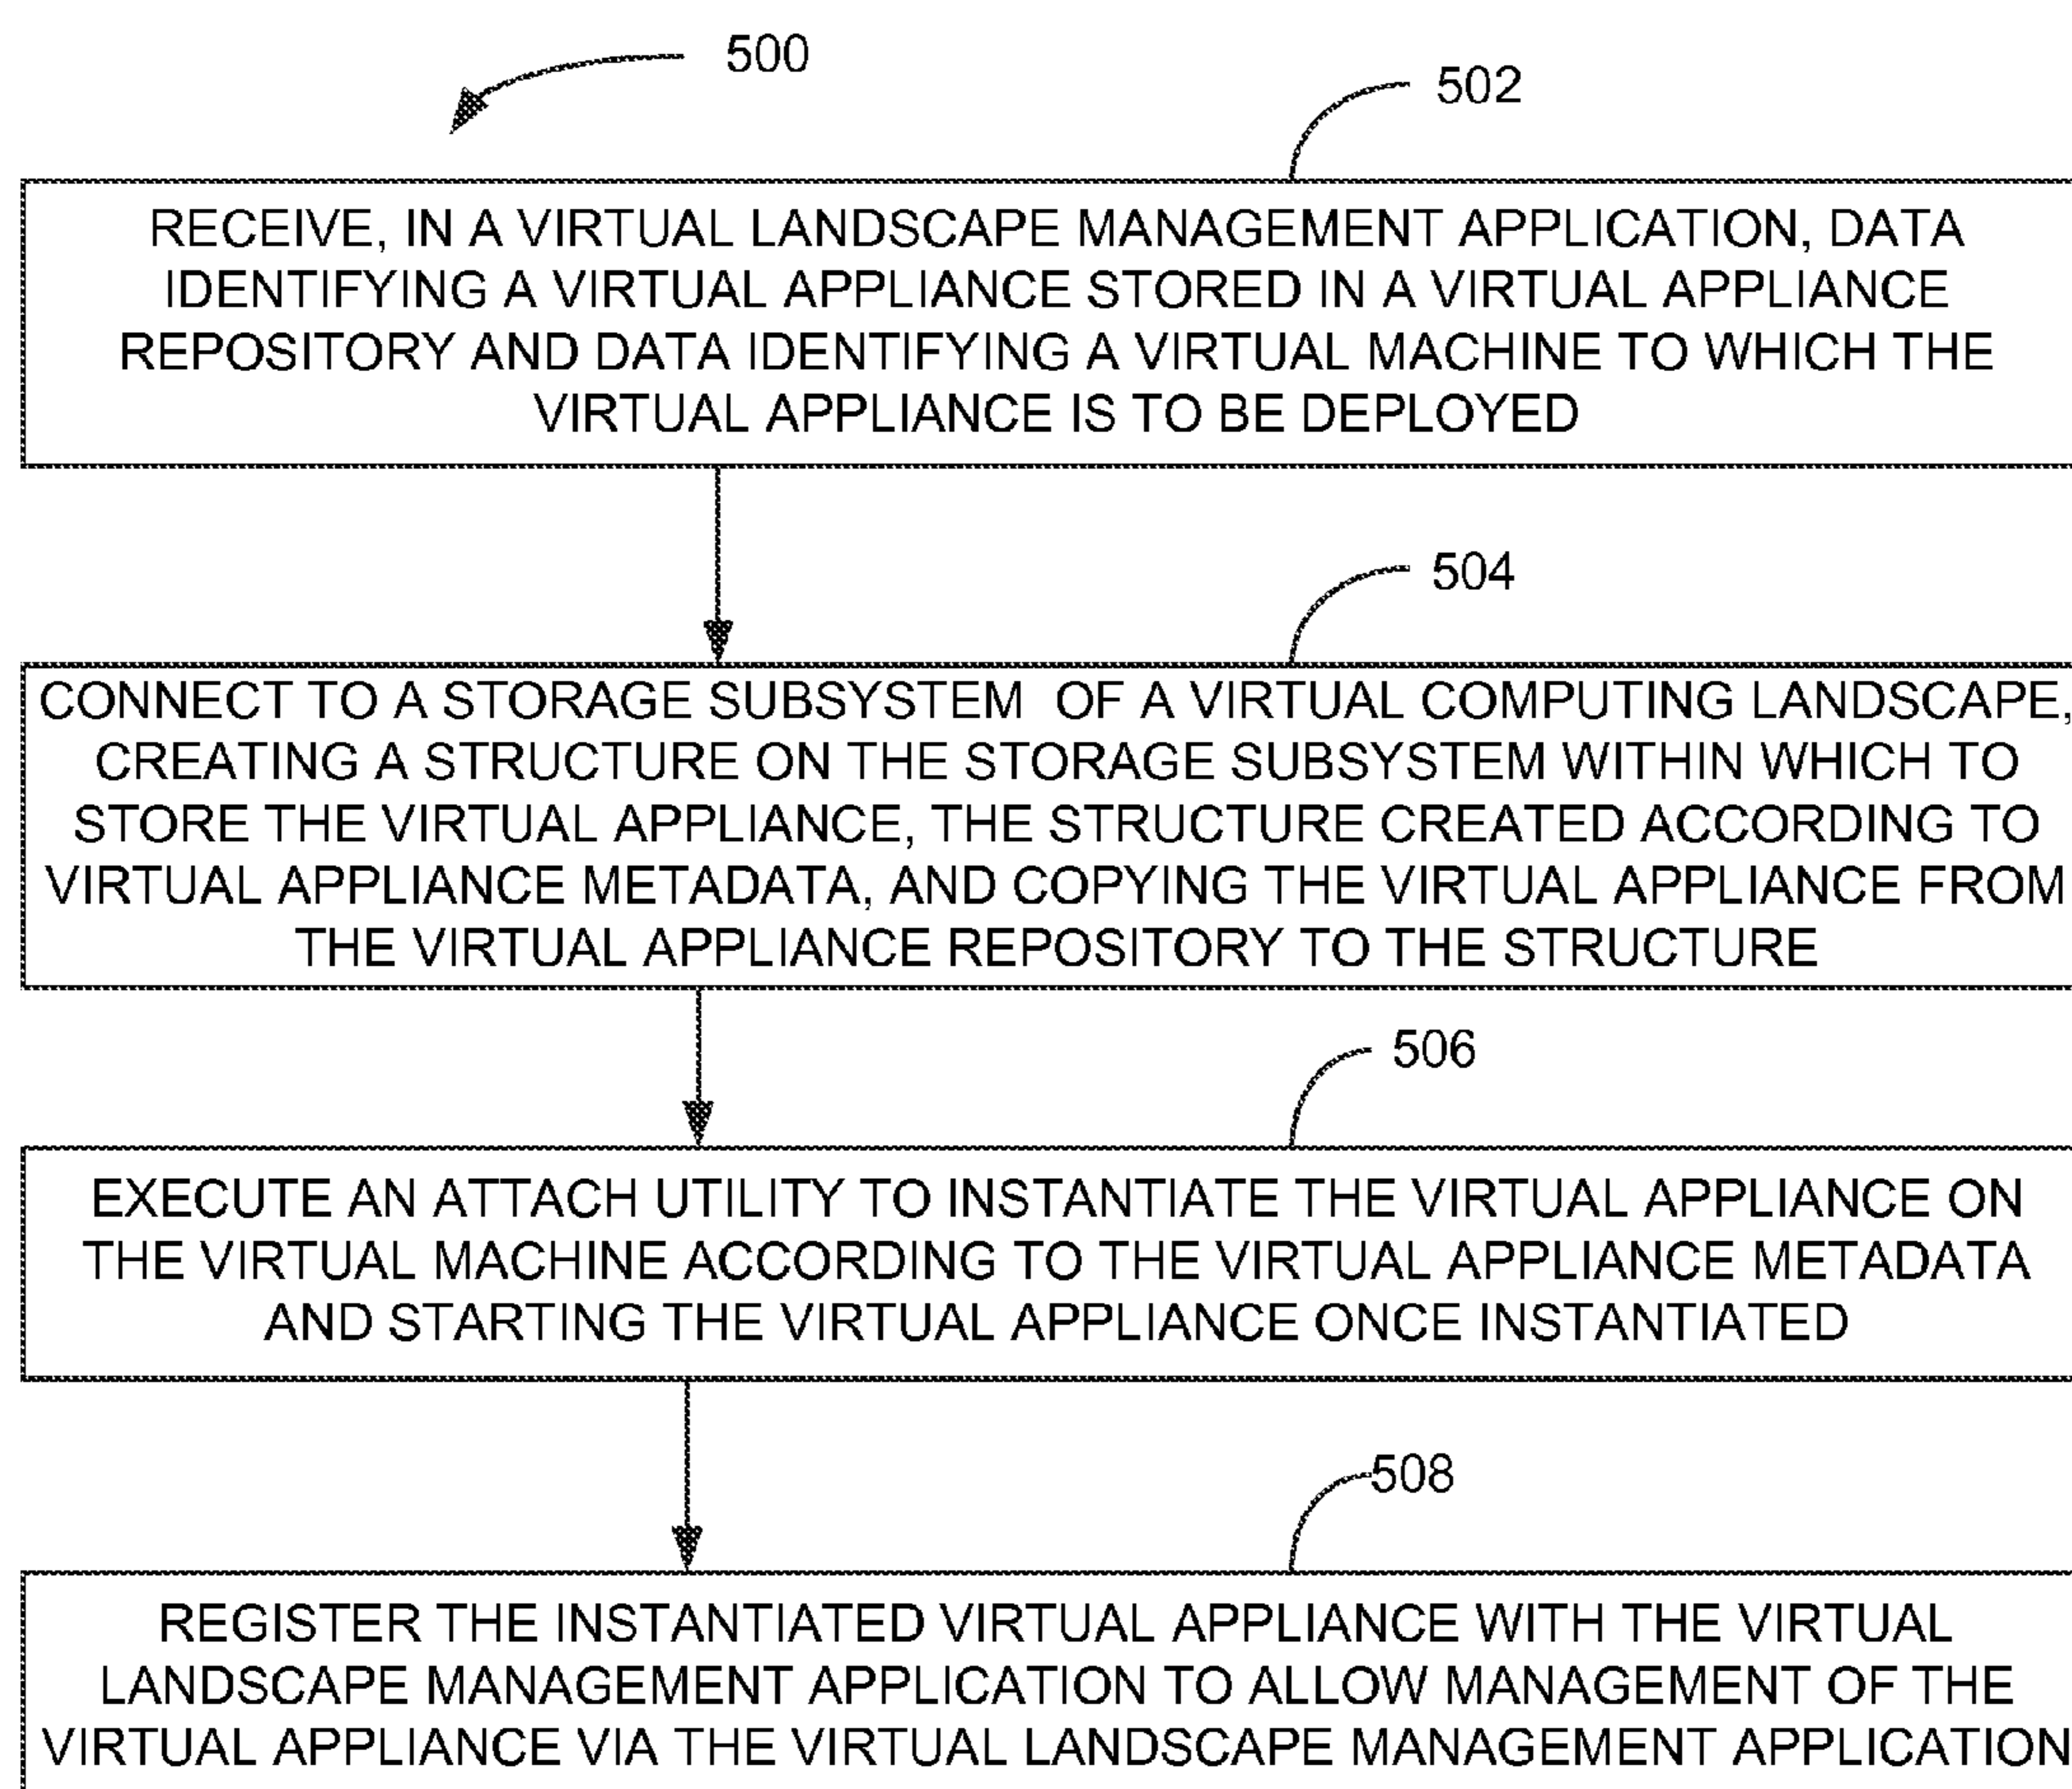 500
502
RECEIVE, IN A VIRTUAL LANDSCAPE MANAGEMENT APPLICATION, DATA
IDENTIFYING A VIRTUAL APPLIANCE STORED IN A VIRTUAL APPLIANCE
REPOSITORY AND DATA IDENTIFYING A VIRTUAL MACHINE TO WHICH THE
VIRTUAL APPLIANCE IS TO BE DEPLOYED
504
CONNECT TO A STORAGE SUBSYSTEM OF A VIRTUAL COMPUTING LANDSCAPE,
CREATING A STRUCTURE ON THE STORAGE SUBSYSTEM WITHIN WHICH TO
STORE THE VIRTUAL APPLIANCE, THE STRUCTURE CREATED ACCORDING TO
VIRTUAL APPLIANCE METADATA, AND COPYING THE VIRTUAL APPLIANCE FROM
THE VIRTUAL APPLIANCE REPOSITORY TO THE STRUCTURE
506
EXECUTE AN ATTACH UTILITY TO INSTANTIATE THE VIRTUAL APPLIANCE ON
THE VIRTUAL MACHINE ACCORDING TO THE VIRTUAL APPLIANCE METADATA
AND STARTING THE VIRTUAL APPLIANCE ONCE INSTANTIATED
508
REGISTER THE INSTANTIATED VIRTUAL APPLIANCE WITH THE VIRTUAL
LANDSCAPE MANAGEMENT APPLICATION TO ALLOW MANAGEMENT OF THE
VIRTUAL APPLIANCE VIA THE VIRTUAL LANDSCAPE MANAGEMENT APPLICATION